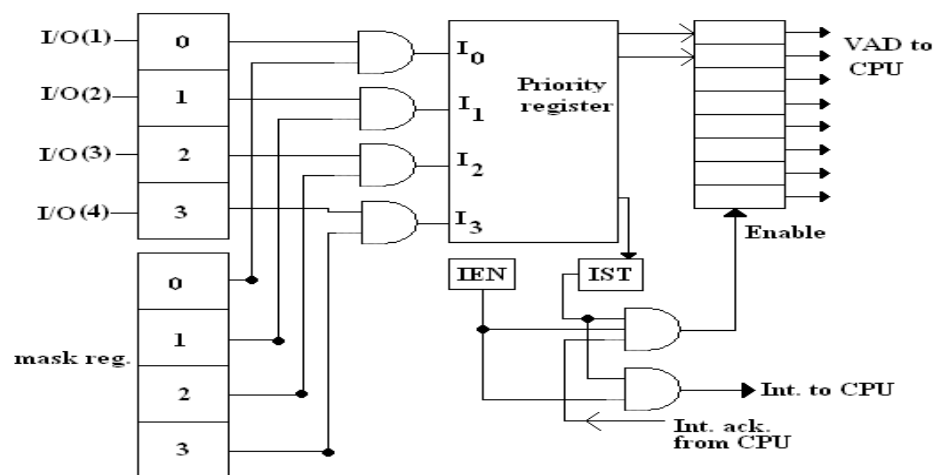 I/O(1)
0
I/O(2)
1
I/O(3)
2
I/O(4)
3
I0
I1
I2
I3
Priority
register
VAD to
CPU
Enable
IEN
IST
mask reg.
0
1
2
3
Int. to CPU
Int. ack.
from CPU